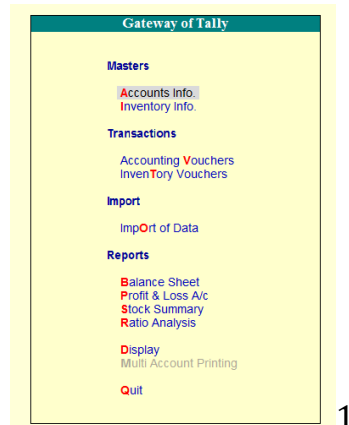 Gateway of Tally
Masters
Accounts Info.
Inventory Info.
Transactions
Accounting Vouchers
InvenTory Vouchers
Import
ImpOrt of Data
Reports
Balance Sheet
Profit & Loss A/c
Stock Summary
Ratio Analysis
Display
Multi Account Printing
Quit
1